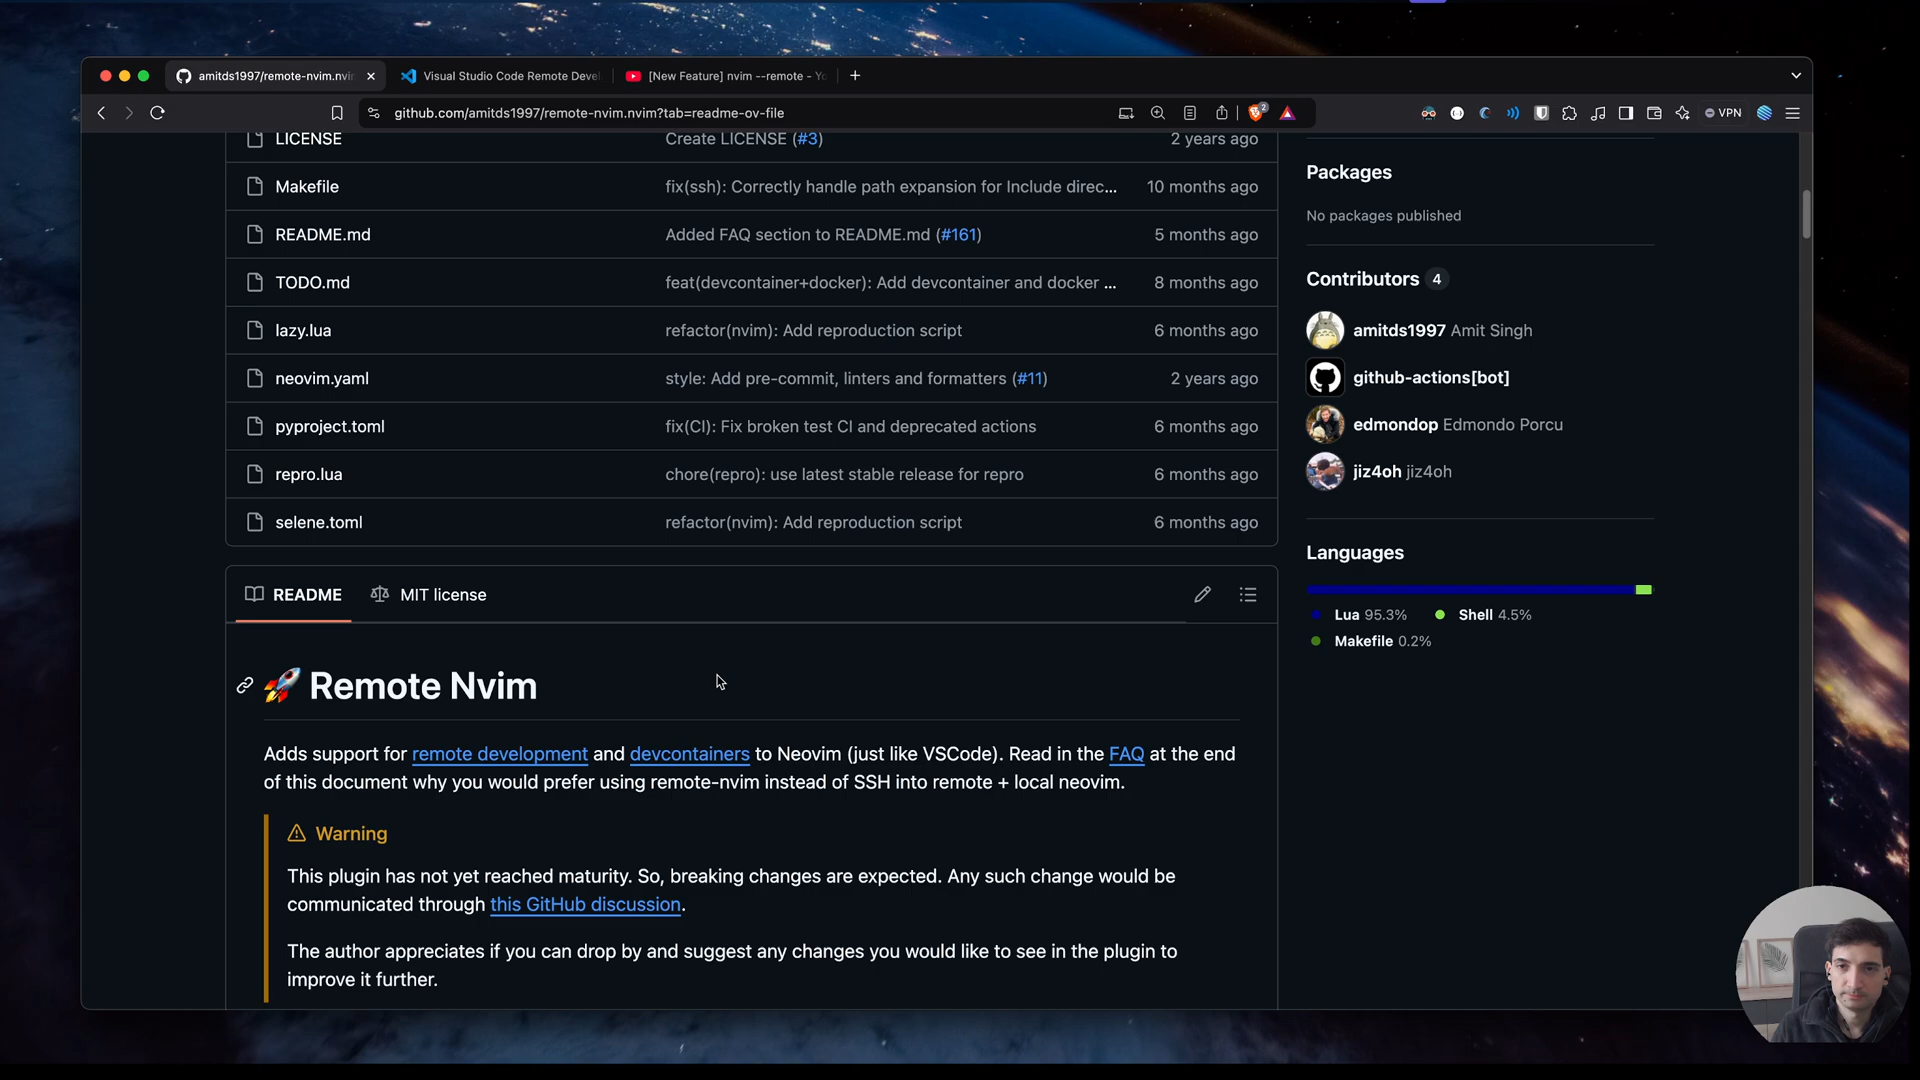 amitds1997/remote-nvim.nvim
Visual Studio Code Remote Devel
[New Feature] nvim --remote - Yo
github.com/amitds1997/remote-nvim.nvim?tab=readme-ov-file
2
VPN
LICENSE Create LICENSE (#3) 2 years ago
Makefile fix(ssh): Correctly handle path expansion for Include direc... 10 months ago
README.md Added FAQ section to README.md (#161) 5 months ago
TODO.md feat(devcontainer+docker): Add devcontainer and docker ... 8 months ago
lazy.lua refactor(nvim): Add reproduction script 6 months ago
neovim.yaml style: Add pre-commit, linters and formatters (#11) 2 years ago
pyproject.toml fix(CI): Fix broken test CI and deprecated actions 6 months ago
repro.lua chore(repro): use latest stable release for repro 6 months ago
selene.toml refactor(nvim): Add reproduction script 6 months ago
README MIT license
🚀 Remote Nvim
Adds support for remote development and devcontainers to Neovim (just like VSCode). Read in the FAQ at the end
of this document why you would prefer using remote-nvim instead of SSH into remote + local neovim.
Warning
This plugin has not yet reached maturity. So, breaking changes are expected. Any such change would be
communicated through this GitHub discussion.
The author appreciates if you can drop by and suggest any changes you would like to see in the plugin to
improve it further.
Packages
No packages published
Contributors 4
amitds1997 Amit Singh
github-actions[bot]
edmondop Edmondo Porcu
jiz4oh jiz4oh
Languages
Lua 95.3% Shell 4.5%
Makefile 0.2%